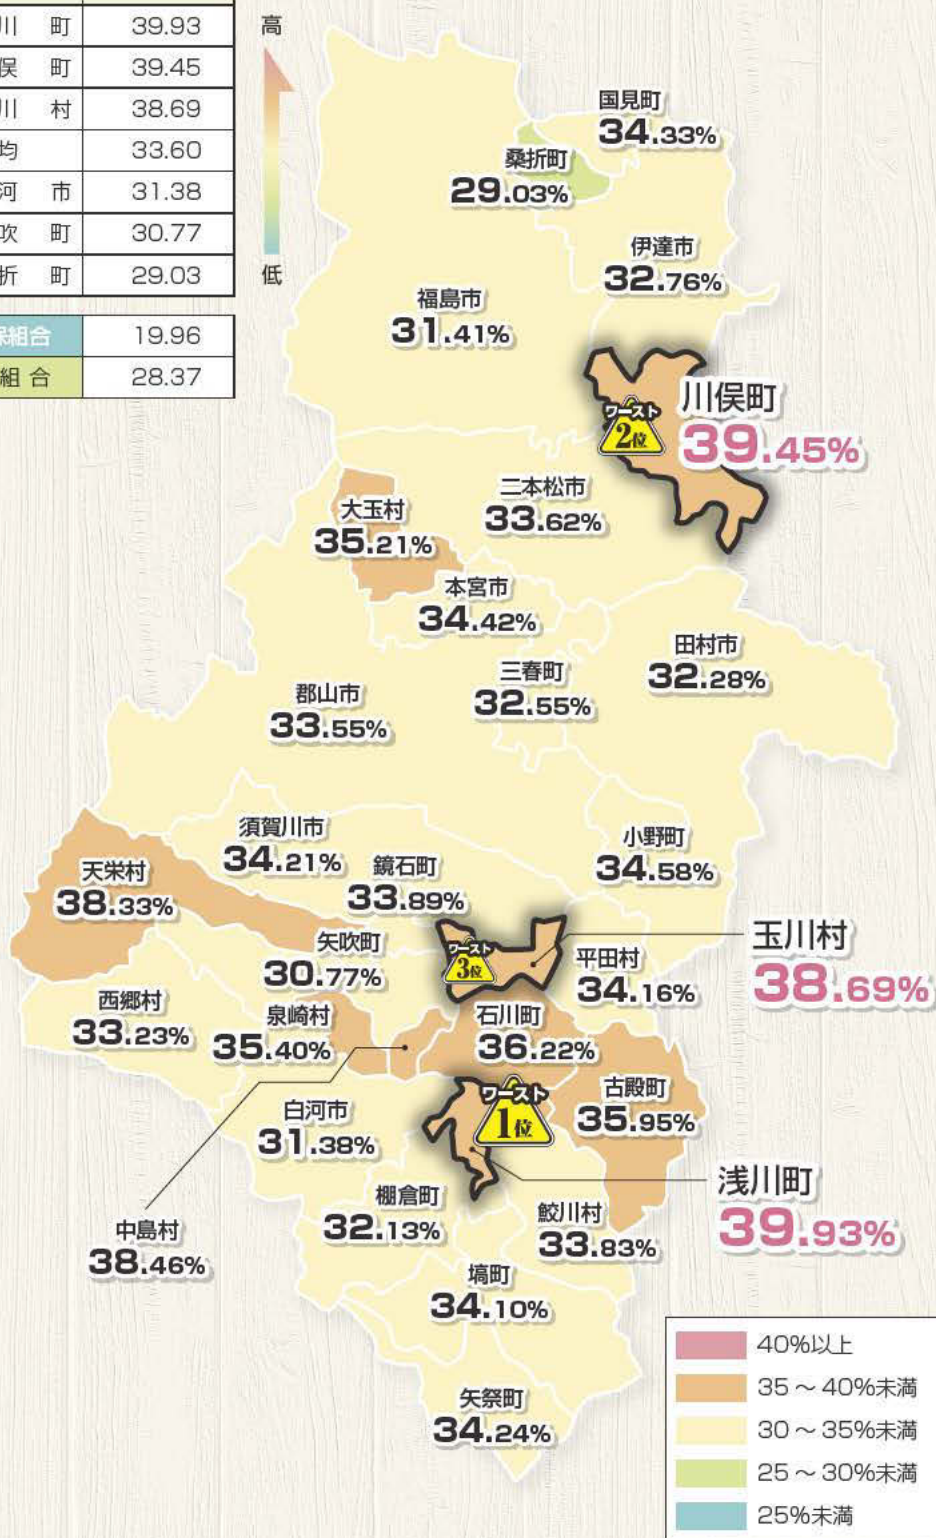 川 町 39.93
俣 町 39.45
川 村 38.69
均 33.60
河 市 31.38
吹 町 30.77
折 町 29.03
保組合 19.96
組 合 28.37
高
低
国見町
34.33%
桑折町
29.03%
伊達市
32.76%
福島市
31.41%
川俣町
39.45%
ワースト
2位
二本松市
33.62%
大玉村
35.21%
本宮市
34.42%
田村市
32.28%
三春町
32.55%
郡山市
33.55%
須賀川市
34.21%
小野町
34.58%
鏡石町
33.89%
天栄村
38.33%
矢吹町
30.77%
ワースト
3位
玉川村
38.69%
平田村
34.16%
西郷村
33.23%
泉崎村
35.40%
石川町
36.22%
古殿町
35.95%
ワースト
1位
白河市
31.38%
浅川町
39.93%
棚倉町
32.13%
鮫川村
33.83%
中島村
38.46%
塙町
34.10%
矢祭町
34.24%
40%以上
35～40%未満
30～35%未満
25～30%未満
25%未満